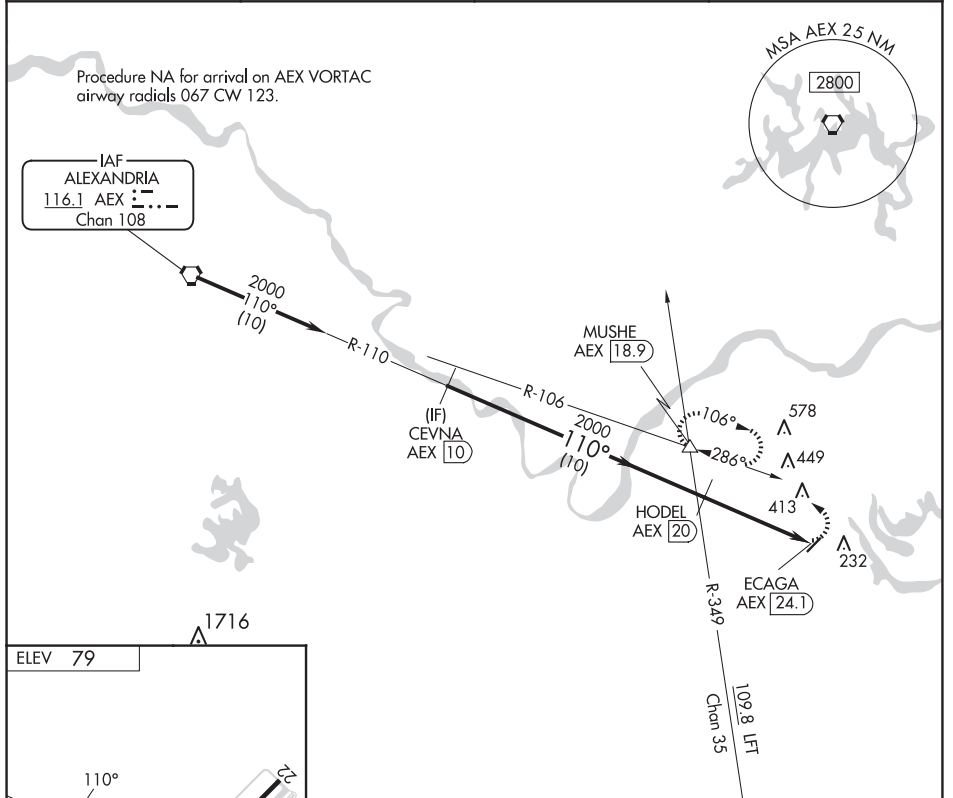 Procedure NA for arrival on AEX VORTAC
airway radials 067 CW 123.
MSA AEX 25 NM
2800
IAF
ALEXANDRIA
116.1 AEX
Chan 108
2000
110°
(10)
R-110
(IF)
CEVNA
AEX 10
R-106
2000
110°
(10)
MUSHE
AEX 18.9
106°
286°
578
449
413
232
HODEL
AEX 20
ECAGA
AEX 24.1
R-349
109.8 LFT
Chan 35
1716
ELEV 79
110°
22